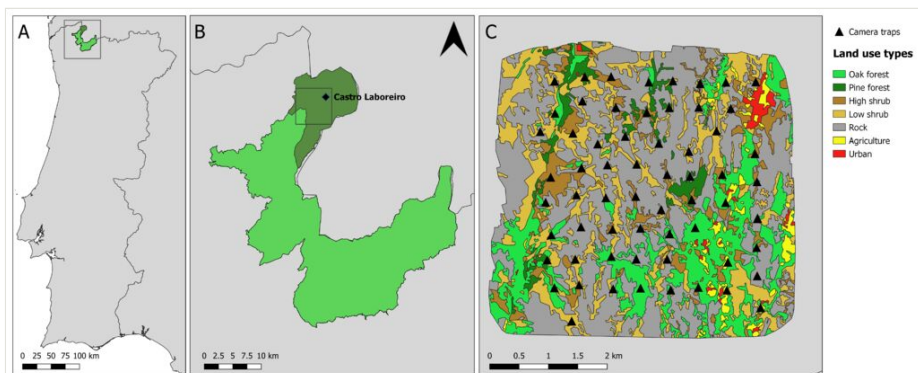 A
B
C
Castro Laboreiro
Camera traps
Land use types
Oak forest
Pine forest
High shrub
Low shrub
Rock
Agriculture
Urban
0 25 50 75 100 km
0 2.5 5 7.5 10 km
0 0.5 1 1.5 2 km